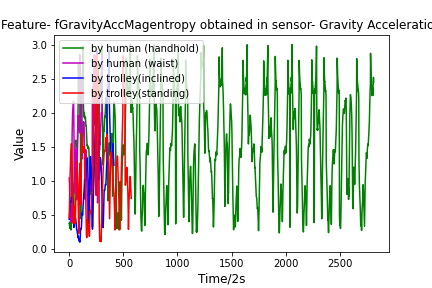 Feature- fGravityAccMagentropy obtained in sensor- Gravity Acceleratio
3.0
2.5
2.0
1.5
1.0
0.5
0.0
Value
by human (handhold)
by human (waist)
by trolley(inclined)
by trolley(standing)
0 500 1000 1500 2000 2500
Time/2s